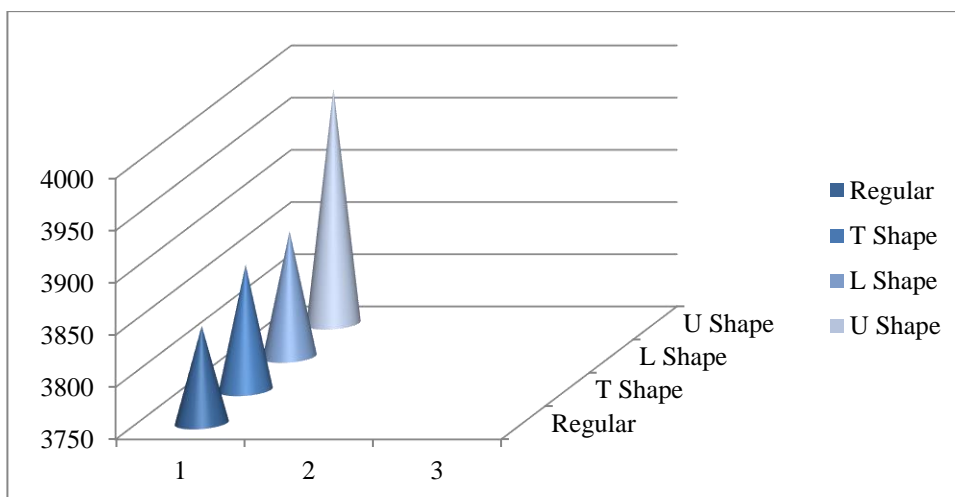 4000
3950
3900
3850
3800
3750
1
2
3
Regular
T Shape
L Shape
U Shape
Regular
T Shape
L Shape
U Shape